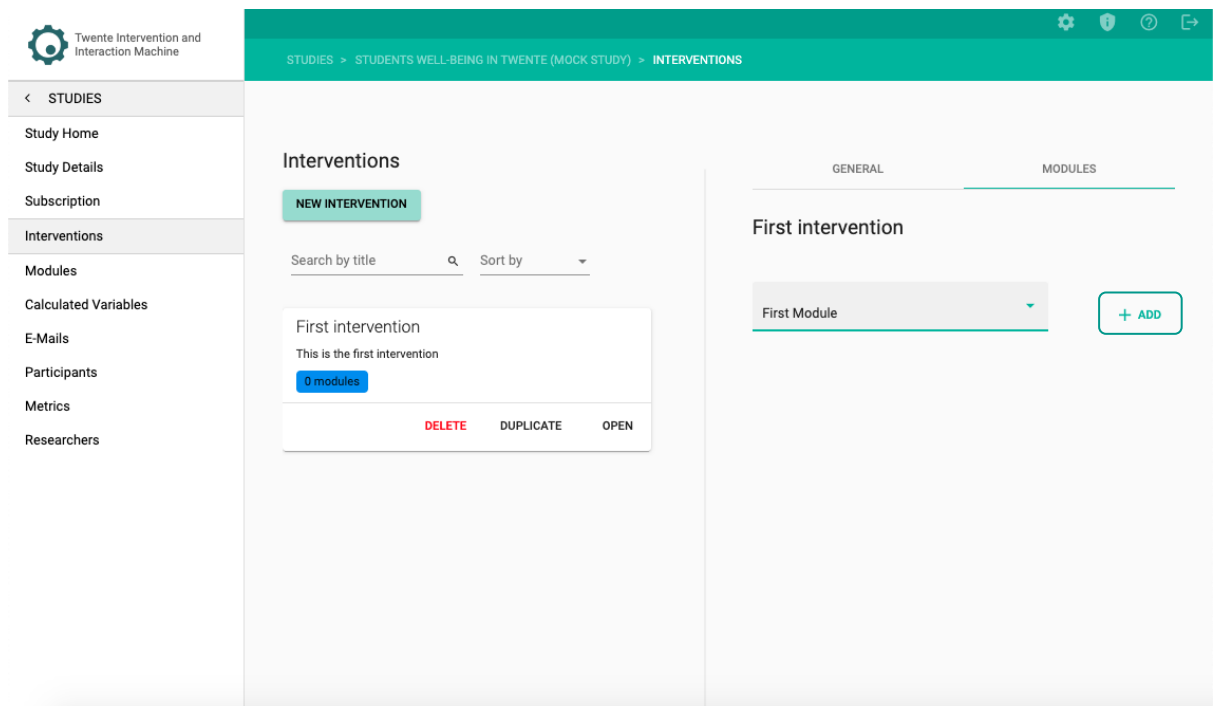 Twente Intervention and
Interaction Machine
STUDIES > STUDENTS WELL-BEING IN TWENTE (MOCK STUDY) > INTERVENTIONS
< STUDIES
Study Home
Study Details
Subscription
Interventions
Modules
Calculated Variables
E-Mails
Participants
Metrics
Researchers
Interventions
NEW INTERVENTION
Search by title
Sort by
First intervention
This is the first intervention
0 modules
DELETE DUPLICATE OPEN
GENERAL MODULES
First intervention
First Module
+ ADD